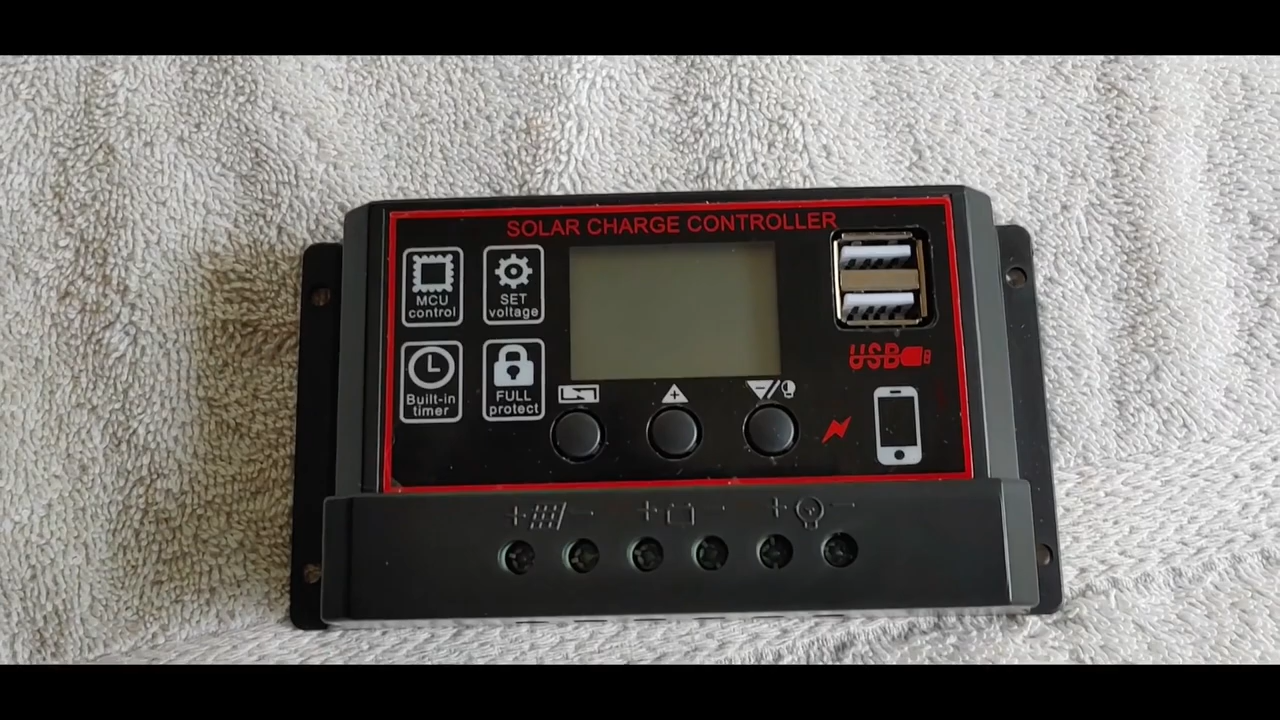 SOLAR CHARGE CONTROLLER
MCU
control
SET
voltage
Built-in
timer
FULL
protect
USB